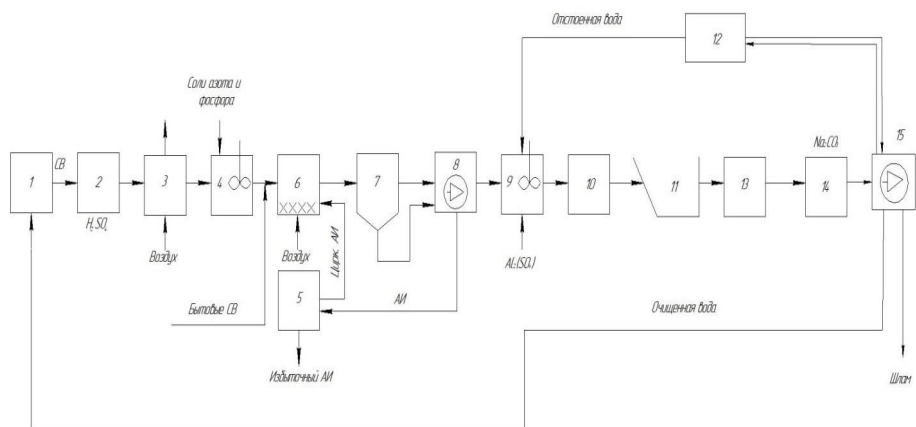 Отстоенная вода
12
Соли азота и
фосфора
15
1
СВ
2
H2SO4
3
4
6
7
8
9
10
11
13
Na2CO3
14
Воздух
Воздух
Цирк АИ
Al2(SO4)
Бытовые СВ
5
АИ
Очищенная вода
Избыточный АИ
Шлам